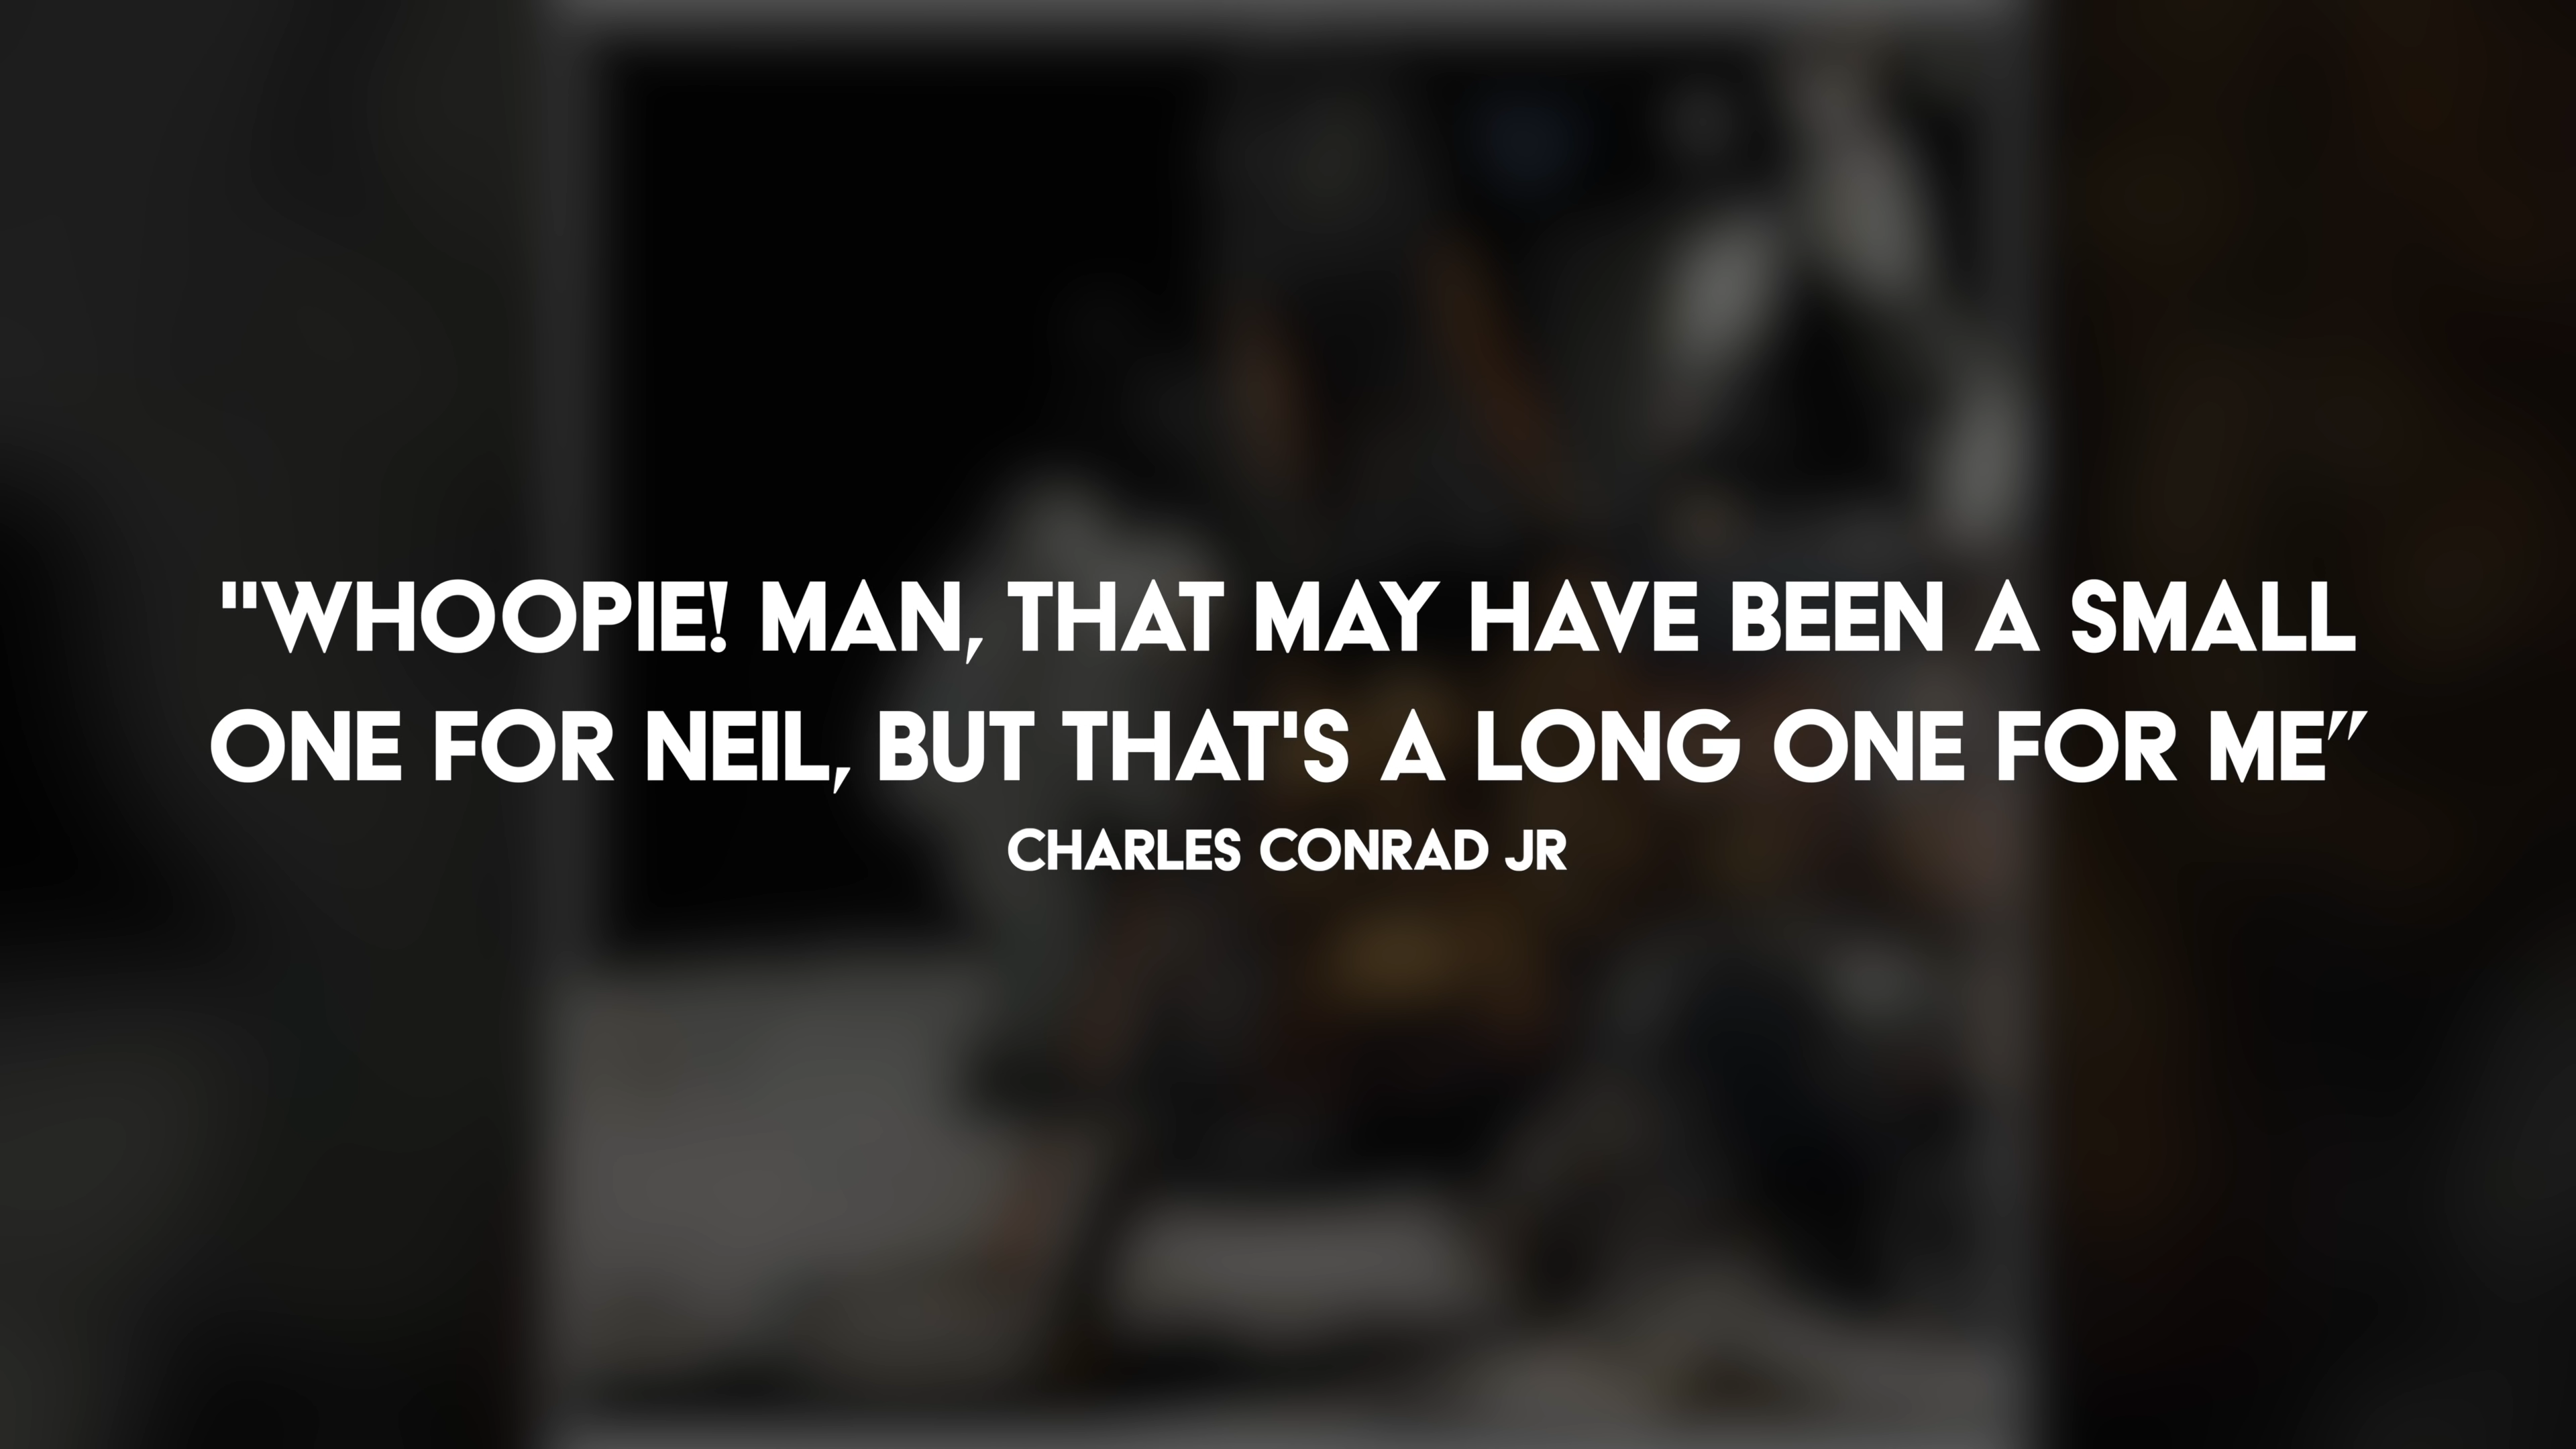 "WHOOPIE! MAN, THAT MAY HAVE BEEN A SMALL
ONE FOR NEIL, BUT THAT'S A LONG ONE FOR ME”
CHARLES CONRAD JR